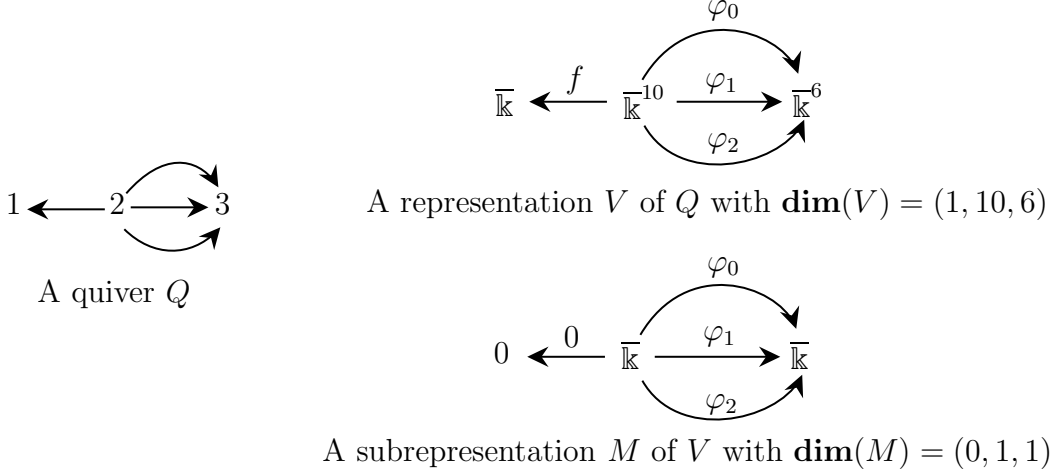 1 2 3
A quiver Q
φ₀
f φ₁
𝕜̅ 𝕜̅¹⁰ 𝕜̅⁶
φ₂
A representation V of Q with dim(V) = (1, 10, 6)
φ₀
0 φ₁
0 𝕜̅ 𝕜̅
φ₂
A subrepresentation M of V with dim(M) = (0, 1, 1)